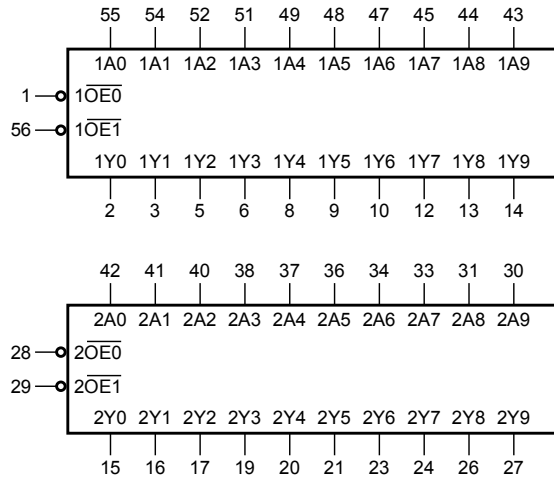 55 54 52 51 49 48 47 45 44 43
1A0 1A1 1A2 1A3 1A4 1A5 1A6 1A7 1A8 1A9
1 1OE0
56 1OE1
1Y0 1Y1 1Y2 1Y3 1Y4 1Y5 1Y6 1Y7 1Y8 1Y9
2 3 5 6 8 9 10 12 13 14
42 41 40 38 37 36 34 33 31 30
2A0 2A1 2A2 2A3 2A4 2A5 2A6 2A7 2A8 2A9
28 2OE0
29 2OE1
2Y0 2Y1 2Y2 2Y3 2Y4 2Y5 2Y6 2Y7 2Y8 2Y9
15 16 17 19 20 21 23 24 26 27